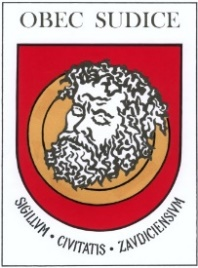 OBEC SUDICE
SIGILLVM • CIVITATIS • ZAVDICIENSIVM